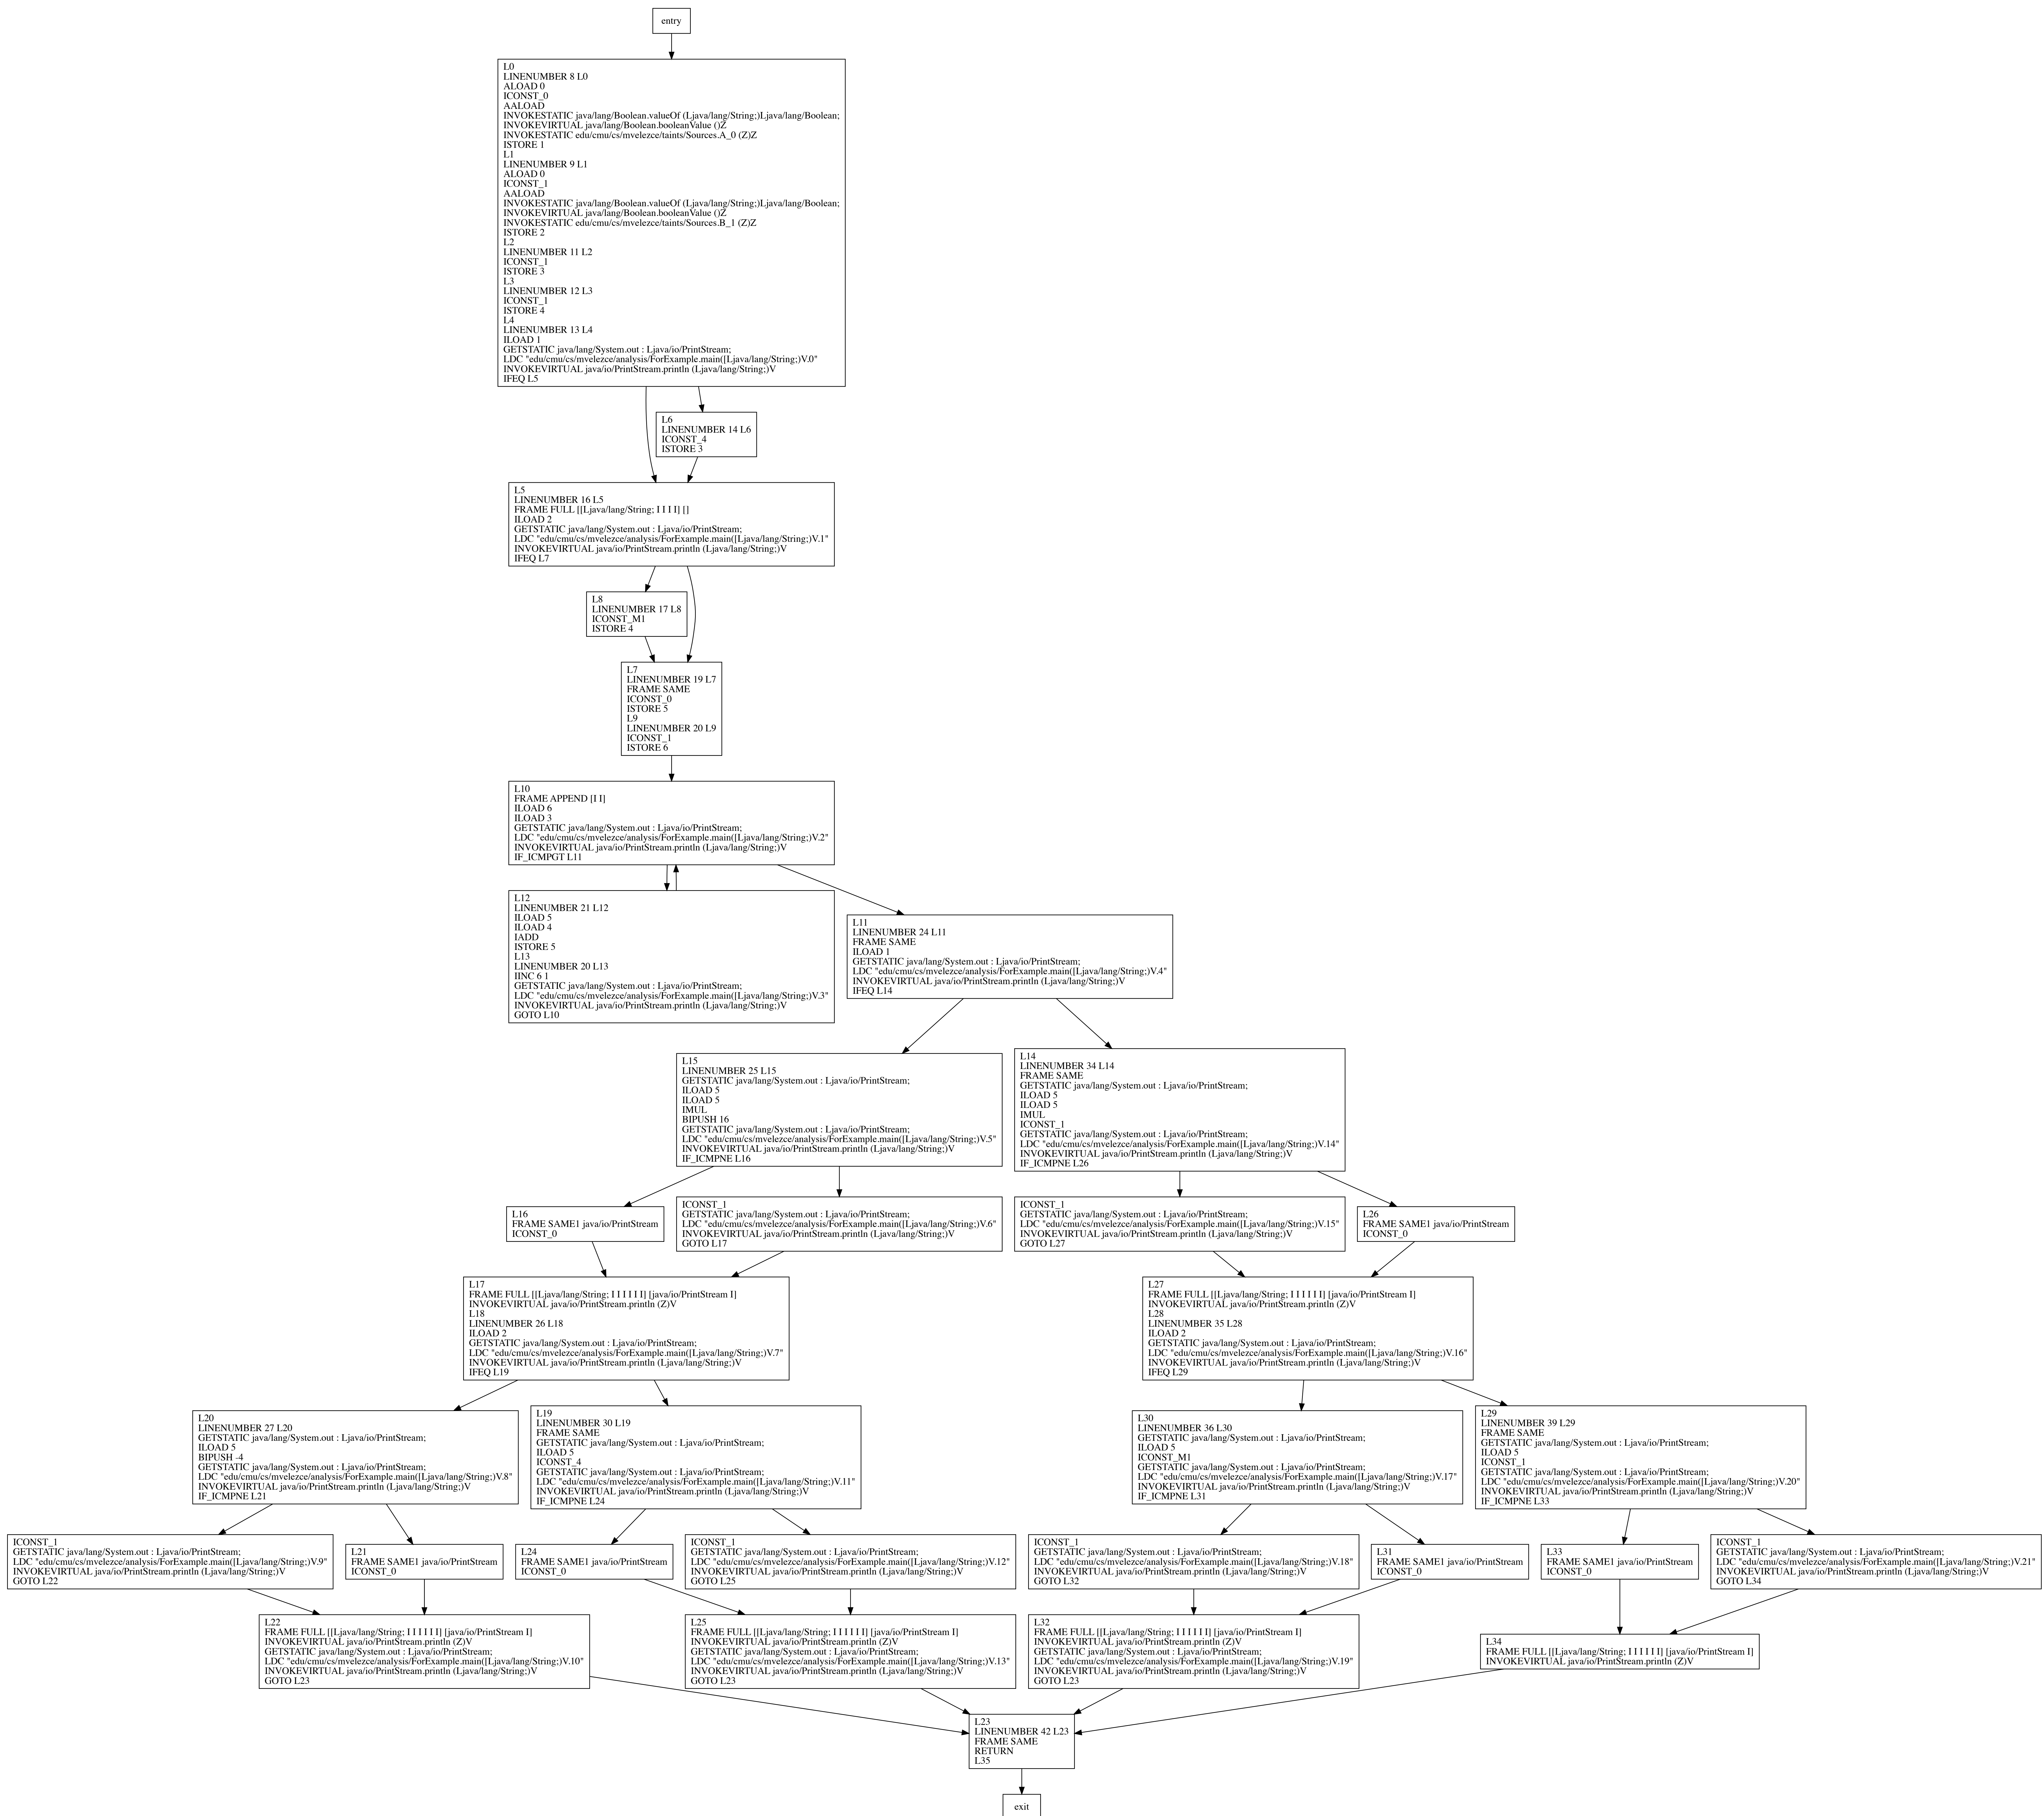 entry
L0
LINENUMBER 8 L0
ALOAD 0
ICONST_0
AALOAD
INVOKESTATIC java/lang/Boolean.valueOf (Ljava/lang/String;)Ljava/lang/Boolean;
INVOKEVIRTUAL java/lang/Boolean.booleanValue ()Z
INVOKESTATIC edu/cmu/cs/mvelezce/taints/Sources.A_0 (Z)Z
ISTORE 1
L1
LINENUMBER 9 L1
ALOAD 0
ICONST_1
AALOAD
INVOKESTATIC java/lang/Boolean.valueOf (Ljava/lang/String;)Ljava/lang/Boolean;
INVOKEVIRTUAL java/lang/Boolean.booleanValue ()Z
INVOKESTATIC edu/cmu/cs/mvelezce/taints/Sources.B_1 (Z)Z
ISTORE 2
L2
LINENUMBER 11 L2
ICONST_1
ISTORE 3
L3
LINENUMBER 12 L3
ICONST_1
ISTORE 4
L4
LINENUMBER 13 L4
ILOAD 1
GETSTATIC java/lang/System.out : Ljava/io/PrintStream;
LDC "edu/cmu/cs/mvelezce/analysis/ForExample.main([Ljava/lang/String;)V.0"
INVOKEVIRTUAL java/io/PrintStream.println (Ljava/lang/String;)V
IFEQ L5
L6
LINENUMBER 14 L6
ICONST_4
ISTORE 3
L5
LINENUMBER 16 L5
FRAME FULL [[Ljava/lang/String; I I I I] []
ILOAD 2
GETSTATIC java/lang/System.out : Ljava/io/PrintStream;
LDC "edu/cmu/cs/mvelezce/analysis/ForExample.main([Ljava/lang/String;)V.1"
INVOKEVIRTUAL java/io/PrintStream.println (Ljava/lang/String;)V
IFEQ L7
L8
LINENUMBER 17 L8
ICONST_M1
ISTORE 4
L7
LINENUMBER 19 L7
FRAME SAME
ICONST_0
ISTORE 5
L9
LINENUMBER 20 L9
ICONST_1
ISTORE 6
L10
FRAME APPEND [I I]
ILOAD 6
ILOAD 3
GETSTATIC java/lang/System.out : Ljava/io/PrintStream;
LDC "edu/cmu/cs/mvelezce/analysis/ForExample.main([Ljava/lang/String;)V.2"
INVOKEVIRTUAL java/io/PrintStream.println (Ljava/lang/String;)V
IF_ICMPGT L11
L12
LINENUMBER 21 L12
ILOAD 5
ILOAD 4
IADD
ISTORE 5
L13
LINENUMBER 20 L13
IINC 6 1
GETSTATIC java/lang/System.out : Ljava/io/PrintStream;
LDC "edu/cmu/cs/mvelezce/analysis/ForExample.main([Ljava/lang/String;)V.3"
INVOKEVIRTUAL java/io/PrintStream.println (Ljava/lang/String;)V
GOTO L10
L11
LINENUMBER 24 L11
FRAME SAME
ILOAD 1
GETSTATIC java/lang/System.out : Ljava/io/PrintStream;
LDC "edu/cmu/cs/mvelezce/analysis/ForExample.main([Ljava/lang/String;)V.4"
INVOKEVIRTUAL java/io/PrintStream.println (Ljava/lang/String;)V
IFEQ L14
L15
LINENUMBER 25 L15
GETSTATIC java/lang/System.out : Ljava/io/PrintStream;
ILOAD 5
ILOAD 5
IMUL
BIPUSH 16
GETSTATIC java/lang/System.out : Ljava/io/PrintStream;
LDC "edu/cmu/cs/mvelezce/analysis/ForExample.main([Ljava/lang/String;)V.5"
INVOKEVIRTUAL java/io/PrintStream.println (Ljava/lang/String;)V
IF_ICMPNE L16
L14
LINENUMBER 34 L14
FRAME SAME
GETSTATIC java/lang/System.out : Ljava/io/PrintStream;
ILOAD 5
ILOAD 5
IMUL
ICONST_1
GETSTATIC java/lang/System.out : Ljava/io/PrintStream;
LDC "edu/cmu/cs/mvelezce/analysis/ForExample.main([Ljava/lang/String;)V.14"
INVOKEVIRTUAL java/io/PrintStream.println (Ljava/lang/String;)V
IF_ICMPNE L26
L16
FRAME SAME1 java/io/PrintStream
ICONST_0
ICONST_1
GETSTATIC java/lang/System.out : Ljava/io/PrintStream;
LDC "edu/cmu/cs/mvelezce/analysis/ForExample.main([Ljava/lang/String;)V.6"
INVOKEVIRTUAL java/io/PrintStream.println (Ljava/lang/String;)V
GOTO L17
ICONST_1
GETSTATIC java/lang/System.out : Ljava/io/PrintStream;
LDC "edu/cmu/cs/mvelezce/analysis/ForExample.main([Ljava/lang/String;)V.15"
INVOKEVIRTUAL java/io/PrintStream.println (Ljava/lang/String;)V
GOTO L27
L26
FRAME SAME1 java/io/PrintStream
ICONST_0
L17
FRAME FULL [[Ljava/lang/String; I I I I I I] [java/io/PrintStream I]
INVOKEVIRTUAL java/io/PrintStream.println (Z)V
L18
LINENUMBER 26 L18
ILOAD 2
GETSTATIC java/lang/System.out : Ljava/io/PrintStream;
LDC "edu/cmu/cs/mvelezce/analysis/ForExample.main([Ljava/lang/String;)V.7"
INVOKEVIRTUAL java/io/PrintStream.println (Ljava/lang/String;)V
IFEQ L19
L27
FRAME FULL [[Ljava/lang/String; I I I I I I] [java/io/PrintStream I]
INVOKEVIRTUAL java/io/PrintStream.println (Z)V
L28
LINENUMBER 35 L28
ILOAD 2
GETSTATIC java/lang/System.out : Ljava/io/PrintStream;
LDC "edu/cmu/cs/mvelezce/analysis/ForExample.main([Ljava/lang/String;)V.16"
INVOKEVIRTUAL java/io/PrintStream.println (Ljava/lang/String;)V
IFEQ L29
L20
LINENUMBER 27 L20
GETSTATIC java/lang/System.out : Ljava/io/PrintStream;
ILOAD 5
BIPUSH -4
GETSTATIC java/lang/System.out : Ljava/io/PrintStream;
LDC "edu/cmu/cs/mvelezce/analysis/ForExample.main([Ljava/lang/String;)V.8"
INVOKEVIRTUAL java/io/PrintStream.println (Ljava/lang/String;)V
IF_ICMPNE L21
L19
LINENUMBER 30 L19
FRAME SAME
GETSTATIC java/lang/System.out : Ljava/io/PrintStream;
ILOAD 5
ICONST_4
GETSTATIC java/lang/System.out : Ljava/io/PrintStream;
LDC "edu/cmu/cs/mvelezce/analysis/ForExample.main([Ljava/lang/String;)V.11"
INVOKEVIRTUAL java/io/PrintStream.println (Ljava/lang/String;)V
IF_ICMPNE L24
L30
LINENUMBER 36 L30
GETSTATIC java/lang/System.out : Ljava/io/PrintStream;
ILOAD 5
ICONST_M1
GETSTATIC java/lang/System.out : Ljava/io/PrintStream;
LDC "edu/cmu/cs/mvelezce/analysis/ForExample.main([Ljava/lang/String;)V.17"
INVOKEVIRTUAL java/io/PrintStream.println (Ljava/lang/String;)V
IF_ICMPNE L31
L29
LINENUMBER 39 L29
FRAME SAME
GETSTATIC java/lang/System.out : Ljava/io/PrintStream;
ILOAD 5
ICONST_1
GETSTATIC java/lang/System.out : Ljava/io/PrintStream;
LDC "edu/cmu/cs/mvelezce/analysis/ForExample.main([Ljava/lang/String;)V.20"
INVOKEVIRTUAL java/io/PrintStream.println (Ljava/lang/String;)V
IF_ICMPNE L33
ICONST_1
GETSTATIC java/lang/System.out : Ljava/io/PrintStream;
LDC "edu/cmu/cs/mvelezce/analysis/ForExample.main([Ljava/lang/String;)V.9"
INVOKEVIRTUAL java/io/PrintStream.println (Ljava/lang/String;)V
GOTO L22
L21
FRAME SAME1 java/io/PrintStream
ICONST_0
L24
FRAME SAME1 java/io/PrintStream
ICONST_0
ICONST_1
GETSTATIC java/lang/System.out : Ljava/io/PrintStream;
LDC "edu/cmu/cs/mvelezce/analysis/ForExample.main([Ljava/lang/String;)V.12"
INVOKEVIRTUAL java/io/PrintStream.println (Ljava/lang/String;)V
GOTO L25
ICONST_1
GETSTATIC java/lang/System.out : Ljava/io/PrintStream;
LDC "edu/cmu/cs/mvelezce/analysis/ForExample.main([Ljava/lang/String;)V.18"
INVOKEVIRTUAL java/io/PrintStream.println (Ljava/lang/String;)V
GOTO L32
L31
FRAME SAME1 java/io/PrintStream
ICONST_0
L33
FRAME SAME1 java/io/PrintStream
ICONST_0
ICONST_1
GETSTATIC java/lang/System.out : Ljava/io/PrintStream;
LDC "edu/cmu/cs/mvelezce/analysis/ForExample.main([Ljava/lang/String;)V.21"
INVOKEVIRTUAL java/io/PrintStream.println (Ljava/lang/String;)V
GOTO L34
L22
FRAME FULL [[Ljava/lang/String; I I I I I I] [java/io/PrintStream I]
INVOKEVIRTUAL java/io/PrintStream.println (Z)V
GETSTATIC java/lang/System.out : Ljava/io/PrintStream;
LDC "edu/cmu/cs/mvelezce/analysis/ForExample.main([Ljava/lang/String;)V.10"
INVOKEVIRTUAL java/io/PrintStream.println (Ljava/lang/String;)V
GOTO L23
L25
FRAME FULL [[Ljava/lang/String; I I I I I I] [java/io/PrintStream I]
INVOKEVIRTUAL java/io/PrintStream.println (Z)V
GETSTATIC java/lang/System.out : Ljava/io/PrintStream;
LDC "edu/cmu/cs/mvelezce/analysis/ForExample.main([Ljava/lang/String;)V.13"
INVOKEVIRTUAL java/io/PrintStream.println (Ljava/lang/String;)V
GOTO L23
L32
FRAME FULL [[Ljava/lang/String; I I I I I I] [java/io/PrintStream I]
INVOKEVIRTUAL java/io/PrintStream.println (Z)V
GETSTATIC java/lang/System.out : Ljava/io/PrintStream;
LDC "edu/cmu/cs/mvelezce/analysis/ForExample.main([Ljava/lang/String;)V.19"
INVOKEVIRTUAL java/io/PrintStream.println (Ljava/lang/String;)V
GOTO L23
L34
FRAME FULL [[Ljava/lang/String; I I I I I I] [java/io/PrintStream I]
INVOKEVIRTUAL java/io/PrintStream.println (Z)V
L23
LINENUMBER 42 L23
FRAME SAME
RETURN
L35
exit